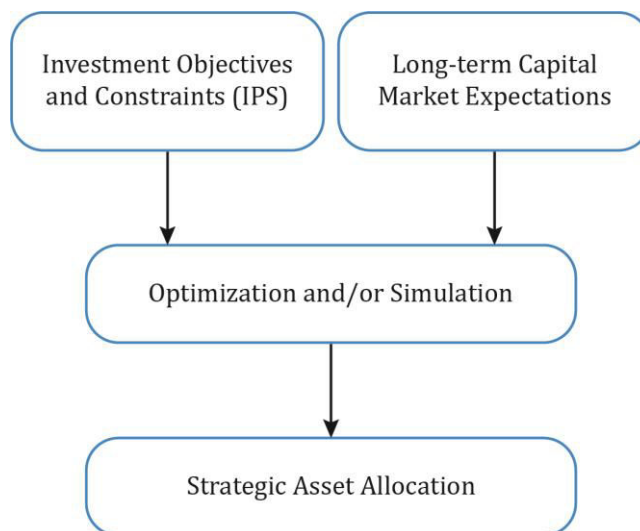 Investment Objectives
and Constraints (IPS)
Long-term Capital
Market Expectations
Optimization and/or Simulation
Strategic Asset Allocation